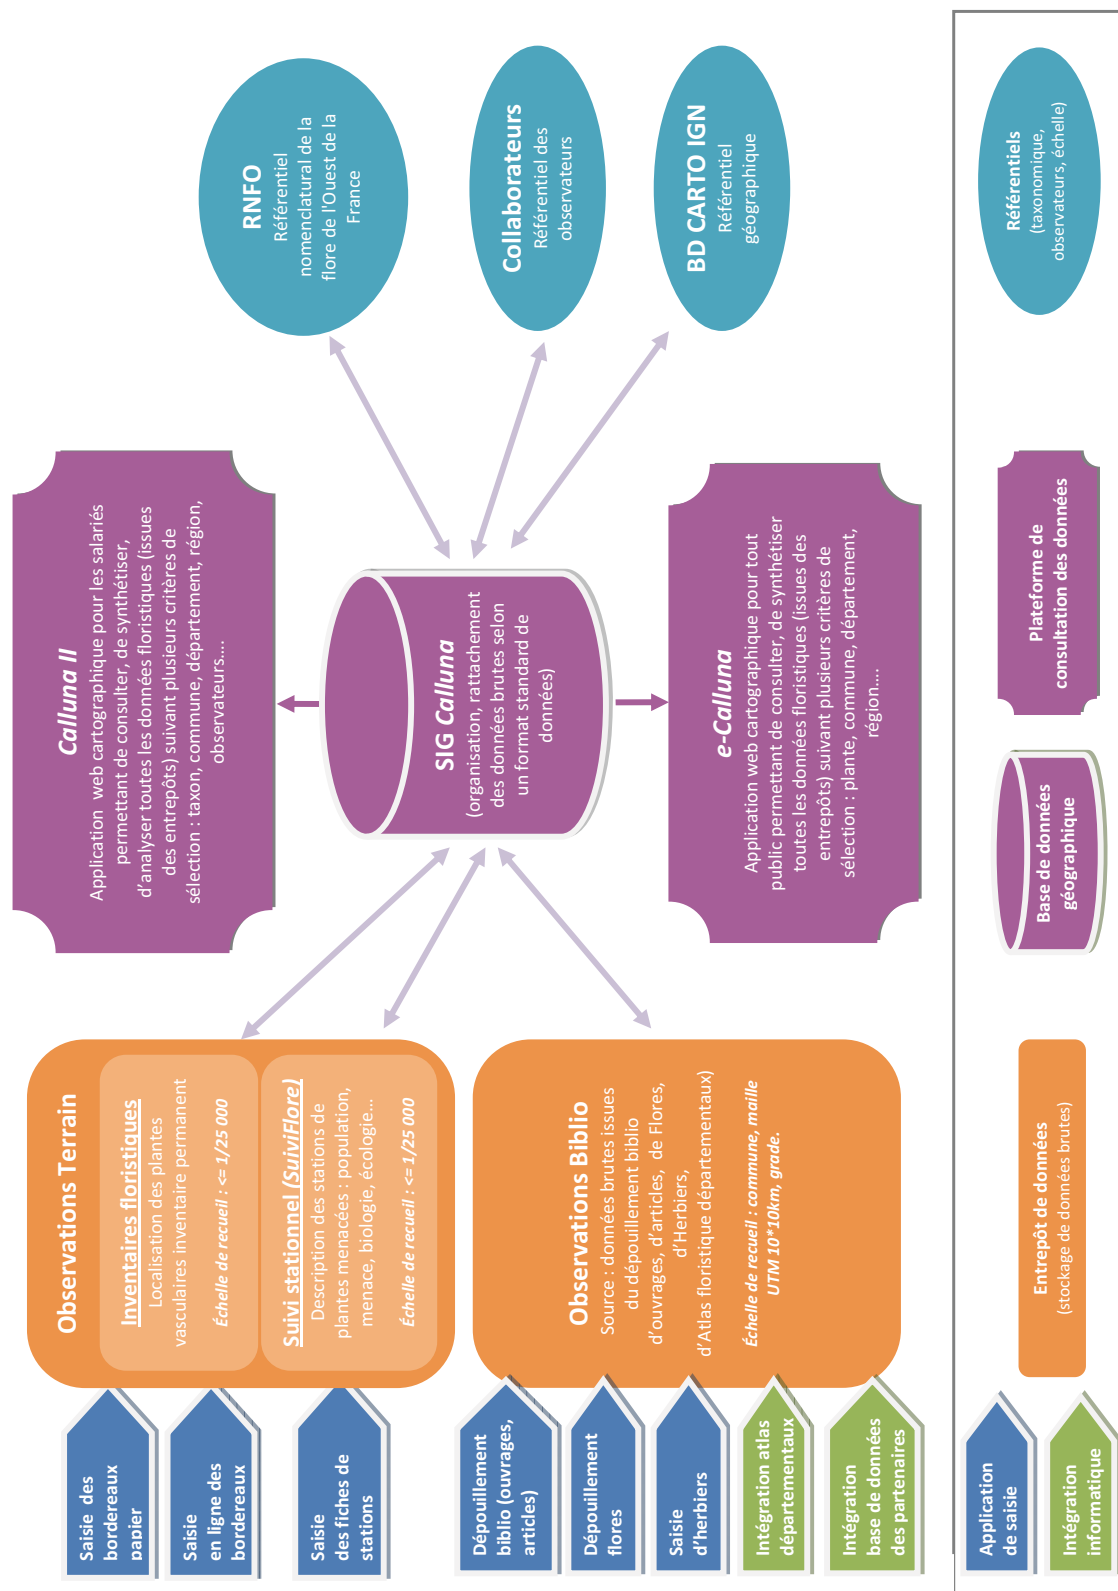 Saisie des
bordereaux
papier
Saisie
en ligne des
bordereaux
Saisie
des fiches de
stations
Dépouillement
biblio (ouvrages,
articles)
Dépouillement
flores
Saisie
d'herbiers
Intégration atlas
départementaux
Intégration
base de données
des partenaires
Observations Terrain
Inventaires floristiques
Localisation des plantes
vasculaires inventaire permanent
Échelle de recueil : <= 1/25 000
Suivi stationnel (SuiviFlore)
Description des stations de
plantes menacées : population,
menace, biologie, écologie...
Échelle de recueil : <= 1/25 000
Observations Biblio
Source : données brutes issues
du dépouillement biblio
d'ouvrages, d'articles, de Flores,
d'Herbiers,
d'Atlas floristique départementaux)
Échelle de recueil : commune, maille
UTM 10*10km, grade.
Calluna II
Application web cartographique pour les salariés
permettant de consulter, de synthétiser,
d'analyser toutes les données floristiques (issues
des entrepôts) suivant plusieurs critères de
sélection : taxon, commune, département, région,
observateurs....
SIG Calluna
(organisation, rattachement
des données brutes selon
un format standard de
données)
e-Calluna
Application web cartographique pour tout
public permettant de consulter, de synthétiser
toutes les données floristiques (issues des
entrepôts) suivant plusieurs critères de
sélection : plante, commune, département,
région....
RNFO
Référentiel
nomenclatural de la
flore de l'Ouest de la
France
Collaborateurs
Référentiel des
observateurs
BD CARTO IGN
Référentiel
géographique
Application
de saisie
Intégration
informatique
Entrepôt de données
(stockage de données brutes)
Base de données
géographique
Plateforme de
consultation des données
Référentiels
(taxonomique,
observateurs, échelle)